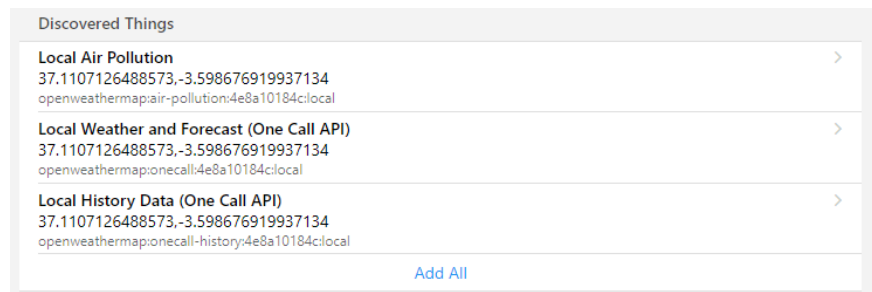 Discovered Things
Local Air Pollution
37.1107126488573,-3.598676919937134
openweathermap:air-pollution:4e8a10184c:local
Local Weather and Forecast (One Call API)
37.1107126488573,-3.598676919937134
openweathermap:onecall:4e8a10184c:local
Local History Data (One Call API)
37.1107126488573,-3.598676919937134
openweathermap:onecall-history:4e8a10184c:local
Add All